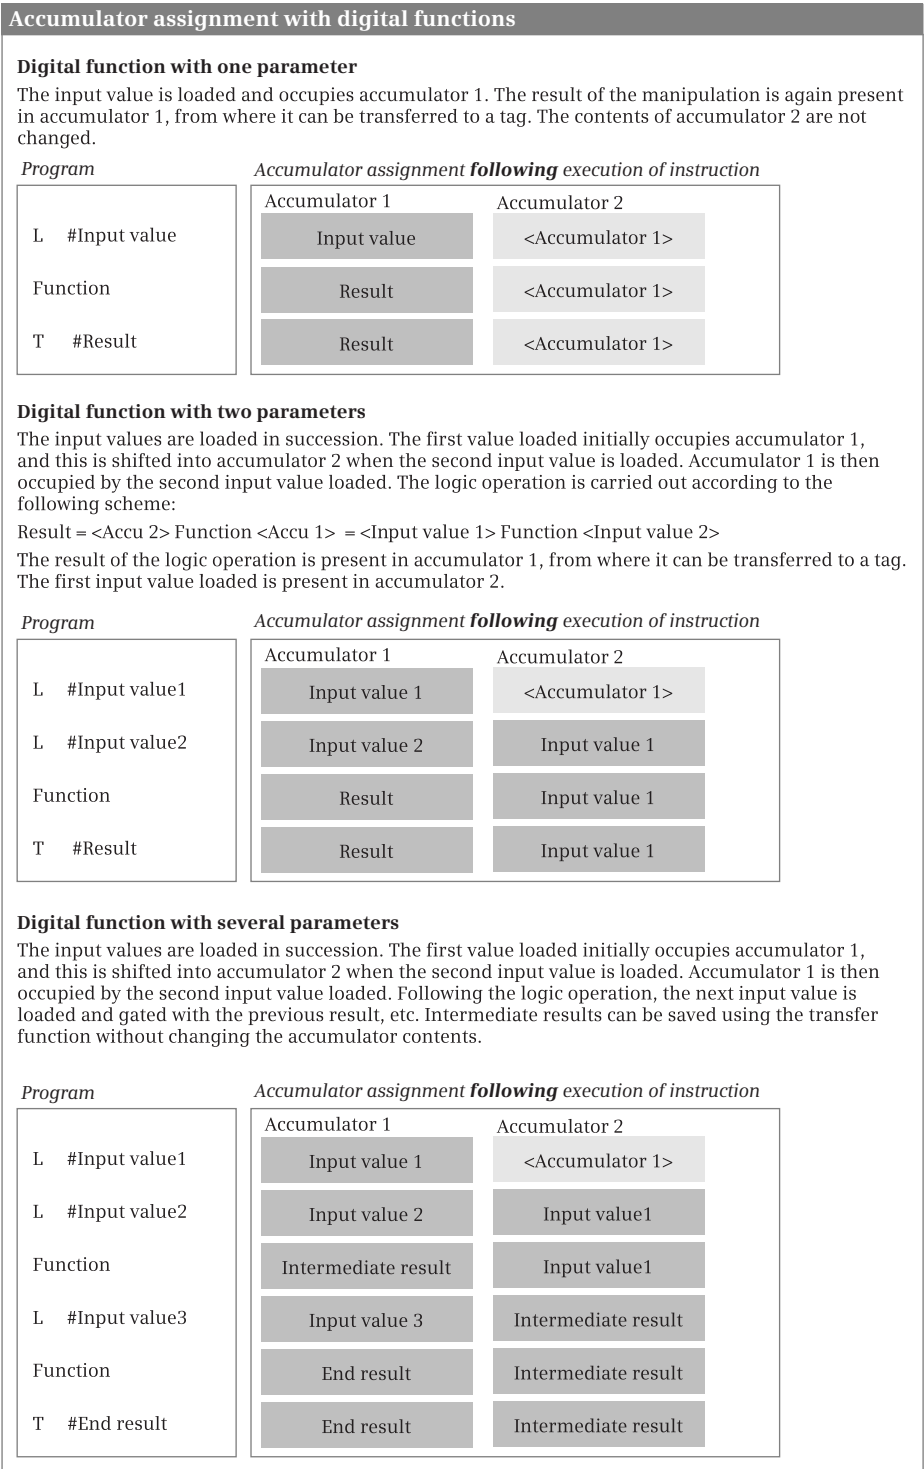 Accumulator assignment with digital functions
Digital function with one parameter
The input value is loaded and occupies accumulator 1. The result of the manipulation is again present
in accumulator 1, from where it can be transferred to a tag. The contents of accumulator 2 are not
changed.
Program Accumulator assignment following execution of instruction
Accumulator 1 Accumulator 2
L #Input value Input value <Accumulator 1>
Function Result <Accumulator 1>
T #Result Result <Accumulator 1>
Digital function with two parameters
The input values are loaded in succession. The first value loaded initially occupies accumulator 1,
and this is shifted into accumulator 2 when the second input value is loaded. Accumulator 1 is then
occupied by the second input value loaded. The logic operation is carried out according to the
following scheme:
Result = <Accu 2> Function <Accu 1> = <Input value 1> Function <Input value 2>
The result of the logic operation is present in accumulator 1, from where it can be transferred to a tag.
The first input value loaded is present in accumulator 2.
Program Accumulator assignment following execution of instruction
Accumulator 1 Accumulator 2
L #Input value1 Input value 1 <Accumulator 1>
L #Input value2 Input value 2 Input value 1
Function Result Input value 1
T #Result Result Input value 1
Digital function with several parameters
The input values are loaded in succession. The first value loaded initially occupies accumulator 1,
and this is shifted into accumulator 2 when the second input value is loaded. Accumulator 1 is then
occupied by the second input value loaded. Following the logic operation, the next input value is
loaded and gated with the previous result, etc. Intermediate results can be saved using the transfer
function without changing the accumulator contents.
Program Accumulator assignment following execution of instruction
Accumulator 1 Accumulator 2
L #Input value1 Input value 1 <Accumulator 1>
L #Input value2 Input value 2 Input value1
Function Intermediate result Input value1
L #Input value3 Input value 3 Intermediate result
Function End result Intermediate result
T #End result End result Intermediate result